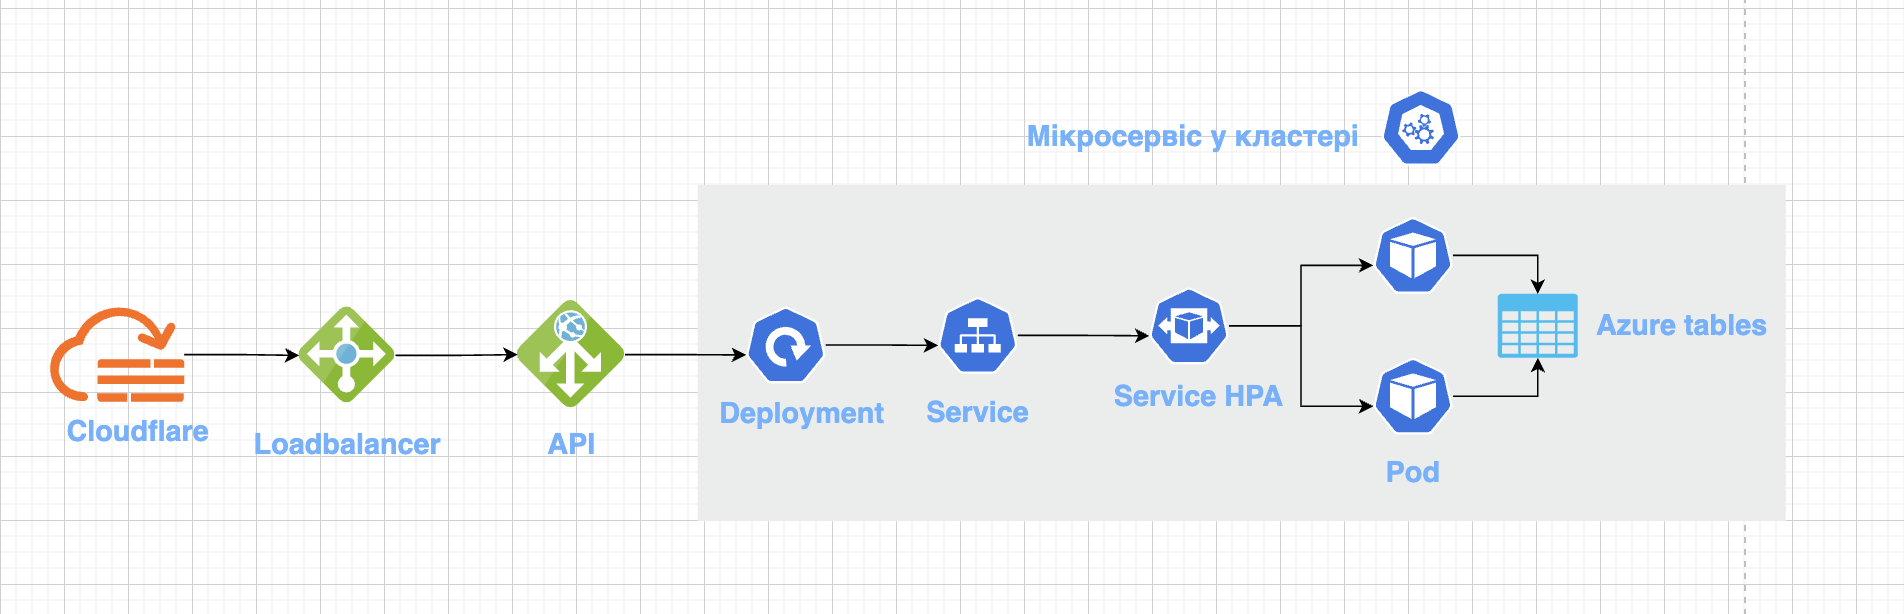 Мікросервіс у кластері
Cloudflare
Loadbalancer
API
Deployment
Service
Service HPA
Pod
Azure tables